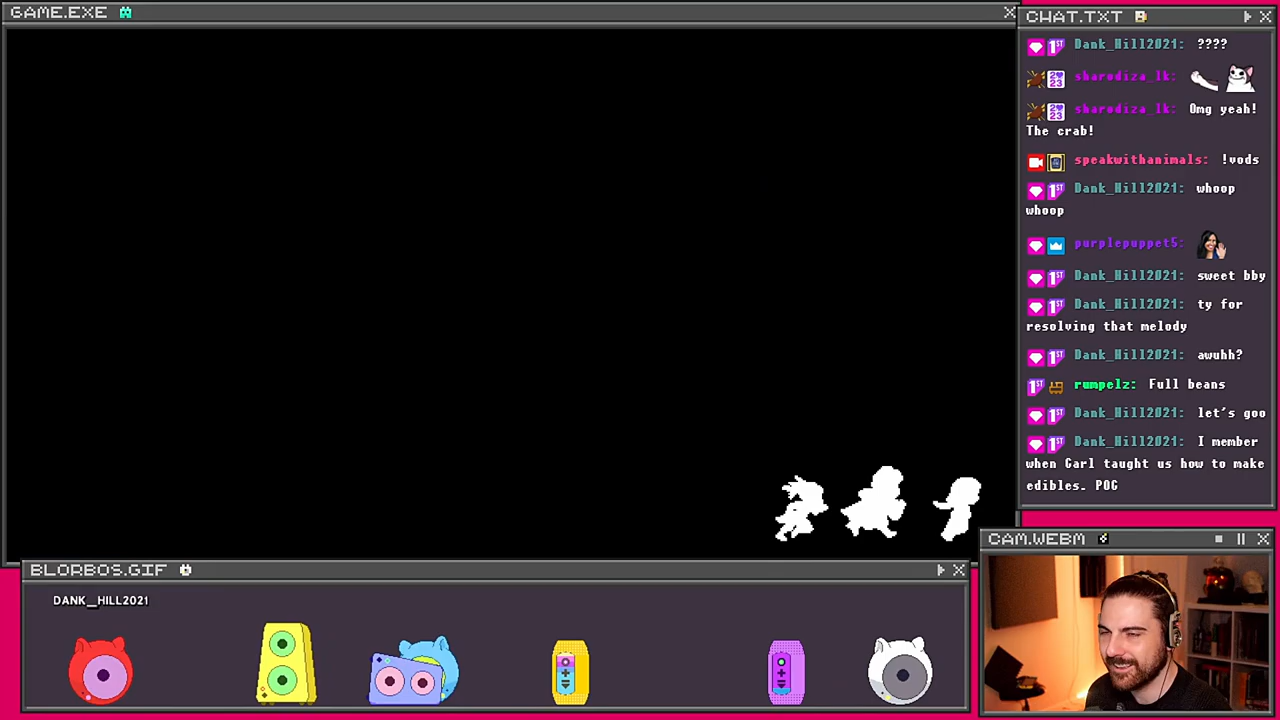 GAME.EXE
CHAT.TXT
Dank_Hill2021: ????
sharodiza_lk:
sharodiza_lk: Omg yeah!
The crab!
speakwithanimals: !vods
Dank_Hill2021: whoop
whoop
purplepuppet5:
Dank_Hill2021: sweet bby
Dank_Hill2021: ty for
resolving that melody
Dank_Hill2021: awuhh?
rumpelz: Full beans
Dank_Hill2021: let's goo
Dank_Hill2021: I member
when Garl taught us how to make
edibles. POG
CAM.WEBM
BLORBOS.GIF
DANK_HILL2021